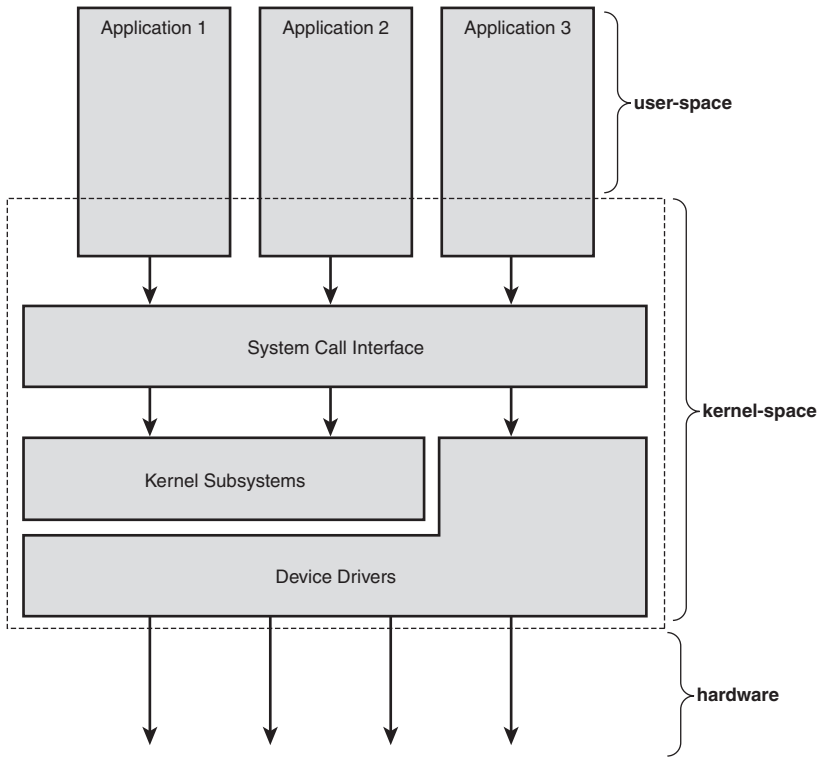 Application 1
Application 2
Application 3
user-space
System Call Interface
kernel-space
Kernel Subsystems
Device Drivers
hardware